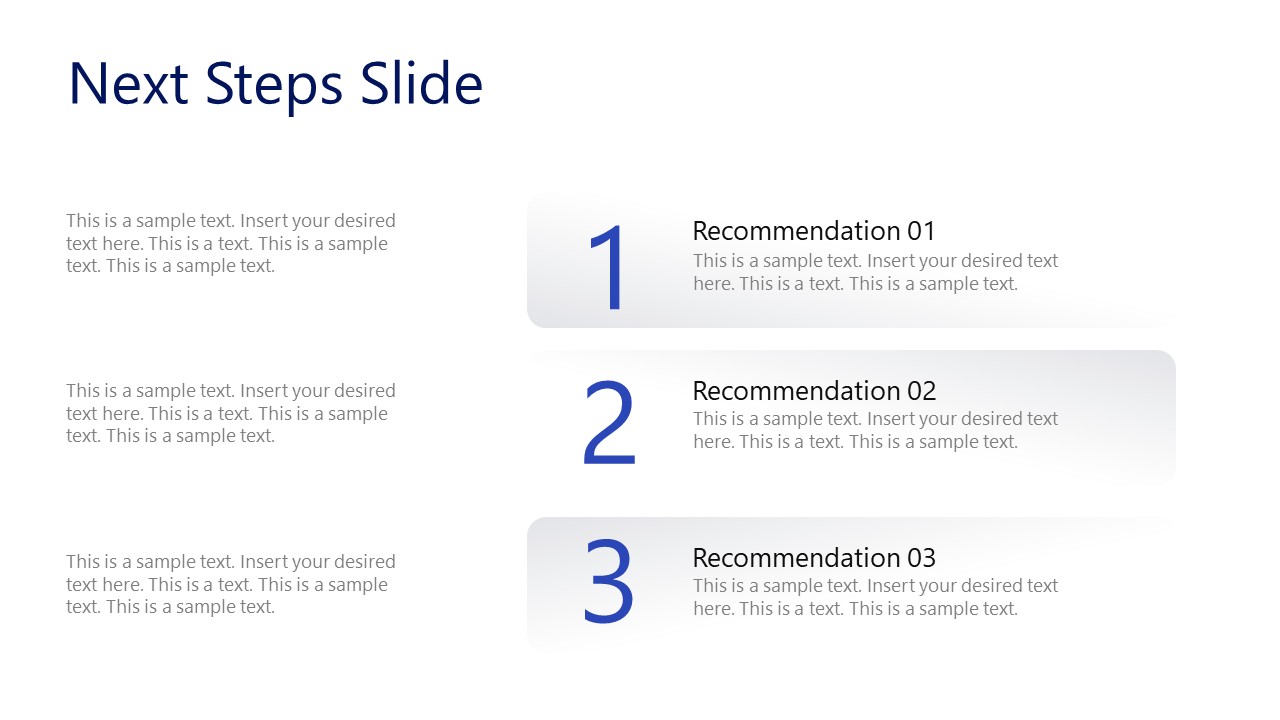 Next Steps Slide
This is a sample text. Insert your desired
text here. This is a text. This is a sample
text. This is a sample text.
1
Recommendation 01
This is a sample text. Insert your desired text
here. This is a text. This is a sample text.
This is a sample text. Insert your desired
text here. This is a text. This is a sample
text. This is a sample text.
2
Recommendation 02
This is a sample text. Insert your desired text
here. This is a text. This is a sample text.
This is a sample text. Insert your desired
text here. This is a text. This is a sample
text. This is a sample text.
3
Recommendation 03
This is a sample text. Insert your desired text
here. This is a text. This is a sample text.